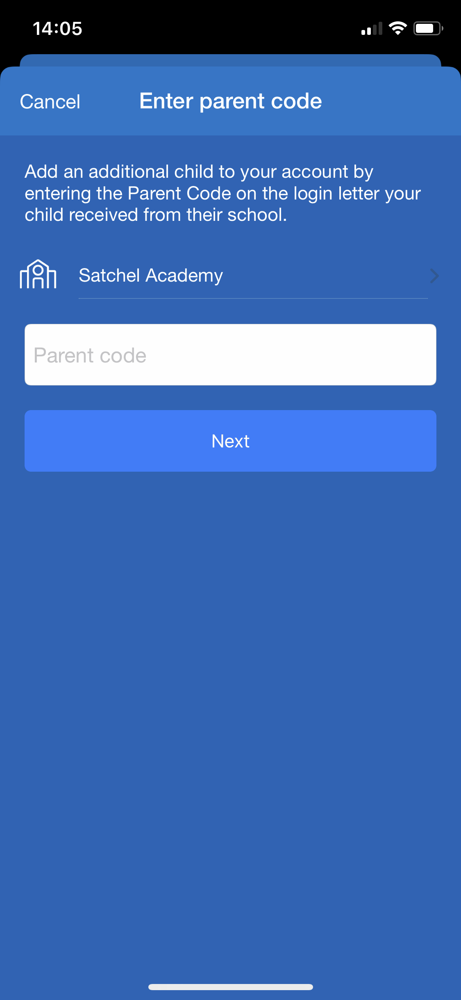 14:05
Cancel
Enter parent code
Add an additional child to your account by
entering the Parent Code on the login letter your
child received from their school.
Satchel Academy
Parent code
Next